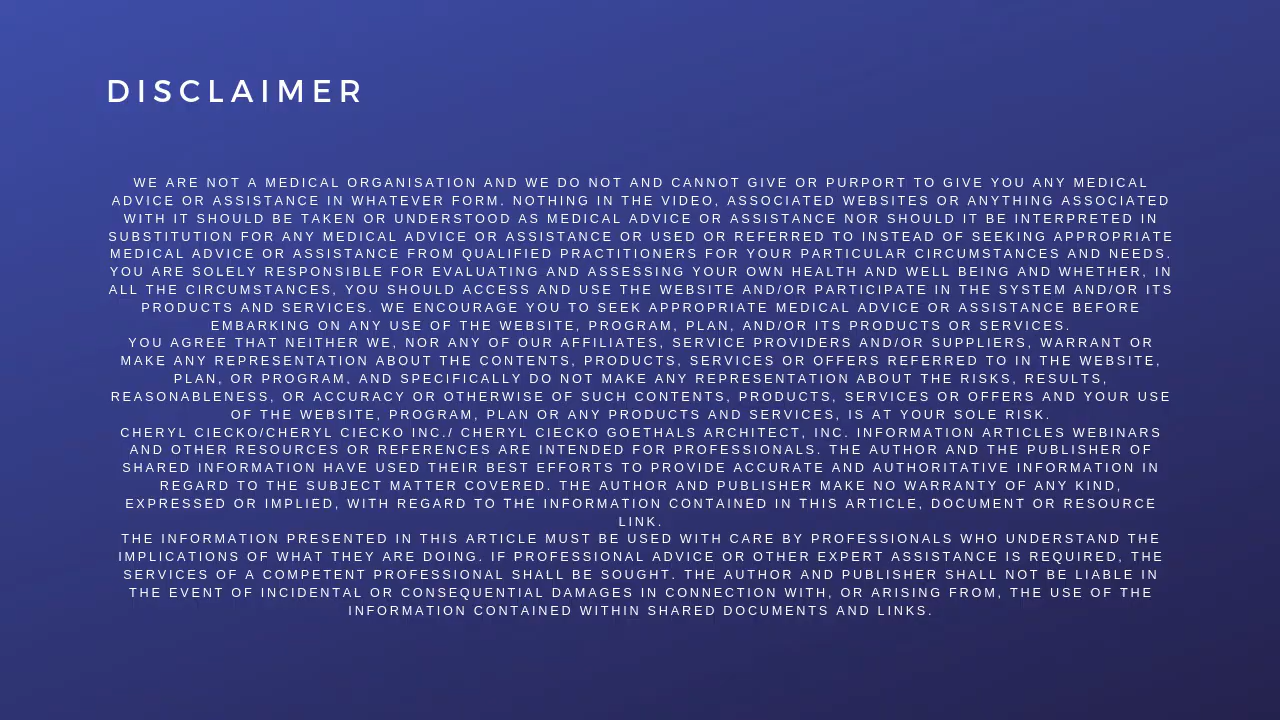 DISCLAIMER
WE ARE NOT A MEDICAL ORGANISATION AND WE DO NOT AND CANNOT GIVE OR PURPORT TO GIVE YOU ANY MEDICAL
ADVICE OR ASSISTANCE IN WHATEVER FORM. NOTHING IN THE VIDEO, ASSOCIATED WEBSITES OR ANYTHING ASSOCIATED
WITH IT SHOULD BE TAKEN OR UNDERSTOOD AS MEDICAL ADVICE OR ASSISTANCE NOR SHOULD IT BE INTERPRETED IN
SUBSTITUTION FOR ANY MEDICAL ADVICE OR ASSISTANCE OR USED OR REFERRED TO INSTEAD OF SEEKING APPROPRIATE
MEDICAL ADVICE OR ASSISTANCE FROM QUALIFIED PRACTITIONERS FOR YOUR PARTICULAR CIRCUMSTANCES AND NEEDS.
YOU ARE SOLELY RESPONSIBLE FOR EVALUATING AND ASSESSING YOUR OWN HEALTH AND WELL BEING AND WHETHER, IN
ALL THE CIRCUMSTANCES, YOU SHOULD ACCESS AND USE THE WEBSITE AND/OR PARTICIPATE IN THE SYSTEM AND/OR ITS
PRODUCTS AND SERVICES. WE ENCOURAGE YOU TO SEEK APPROPRIATE MEDICAL ADVICE OR ASSISTANCE BEFORE
EMBARKING ON ANY USE OF THE WEBSITE, PROGRAM, PLAN, AND/OR ITS PRODUCTS OR SERVICES.
YOU AGREE THAT NEITHER WE, NOR ANY OF OUR AFFILIATES, SERVICE PROVIDERS AND/OR SUPPLIERS, WARRANT OR
MAKE ANY REPRESENTATION ABOUT THE CONTENTS, PRODUCTS, SERVICES OR OFFERS REFERRED TO IN THE WEBSITE,
PLAN, OR PROGRAM, AND SPECIFICALLY DO NOT MAKE ANY REPRESENTATION ABOUT THE RISKS, RESULTS,
REASONABLENESS, OR ACCURACY OR OTHERWISE OF SUCH CONTENTS, PRODUCTS, SERVICES OR OFFERS AND YOUR USE
OF THE WEBSITE, PROGRAM, PLAN OR ANY PRODUCTS AND SERVICES, IS AT YOUR SOLE RISK.
CHERYL CIECKO/CHERYL CIECKO INC./ CHERYL CIECKO GOETHALS ARCHITECT, INC. INFORMATION ARTICLES WEBINARS
AND OTHER RESOURCES OR REFERENCES ARE INTENDED FOR PROFESSIONALS. THE AUTHOR AND THE PUBLISHER OF
SHARED INFORMATION HAVE USED THEIR BEST EFFORTS TO PROVIDE ACCURATE AND AUTHORITATIVE INFORMATION IN
REGARD TO THE SUBJECT MATTER COVERED. THE AUTHOR AND PUBLISHER MAKE NO WARRANTY OF ANY KIND,
EXPRESSED OR IMPLIED, WITH REGARD TO THE INFORMATION CONTAINED IN THIS ARTICLE, DOCUMENT OR RESOURCE
LINK.
THE INFORMATION PRESENTED IN THIS ARTICLE MUST BE USED WITH CARE BY PROFESSIONALS WHO UNDERSTAND THE
IMPLICATIONS OF WHAT THEY ARE DOING. IF PROFESSIONAL ADVICE OR OTHER EXPERT ASSISTANCE IS REQUIRED, THE
SERVICES OF A COMPETENT PROFESSIONAL SHALL BE SOUGHT. THE AUTHOR AND PUBLISHER SHALL NOT BE LIABLE IN
THE EVENT OF INCIDENTAL OR CONSEQUENTIAL DAMAGES IN CONNECTION WITH, OR ARISING FROM, THE USE OF THE
INFORMATION CONTAINED WITHIN SHARED DOCUMENTS AND LINKS.